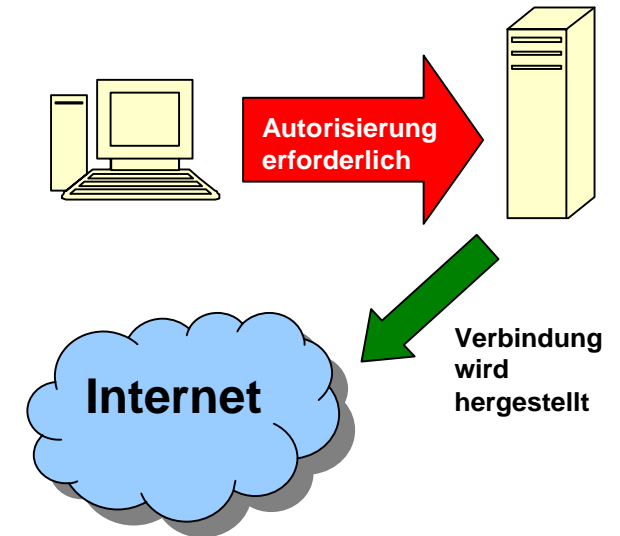 Autorisierung
erforderlich
Verbindung
wird
hergestellt
Internet